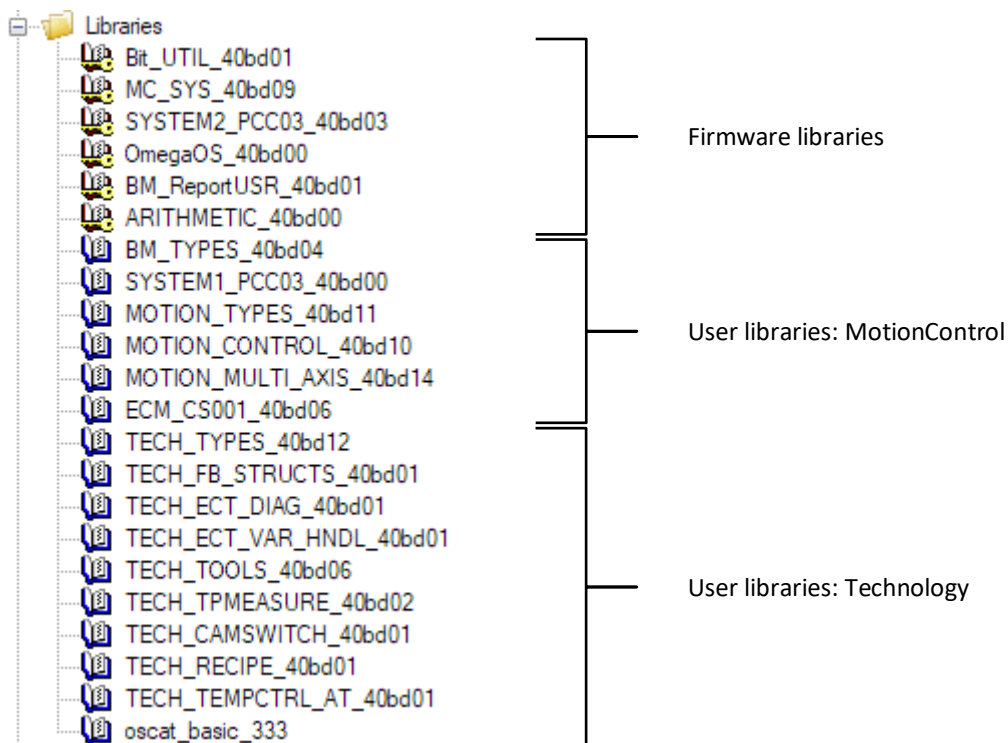 Libraries
Bit_UTIL_40bd01
MC_SYS_40bd09
SYSTEM2_PCC03_40bd03
OmegaOS_40bd00
BM_ReportUSR_40bd01
ARITHMETIC_40bd00
Firmware libraries
BM_TYPES_40bd04
SYSTEM1_PCC03_40bd00
MOTION_TYPES_40bd11
MOTION_CONTROL_40bd10
MOTION_MULTI_AXIS_40bd14
ECM_CS001_40bd06
User libraries: MotionControl
TECH_TYPES_40bd12
TECH_FB_STRUCTS_40bd01
TECH_ECT_DIAG_40bd01
TECH_ECT_VAR_HNDL_40bd01
TECH_TOOLS_40bd06
TECH_TPMEASURE_40bd02
TECH_CAMSWITCH_40bd01
TECH_RECIPE_40bd01
TECH_TEMPCTRL_AT_40bd01
oscat_basic_333
User libraries: Technology